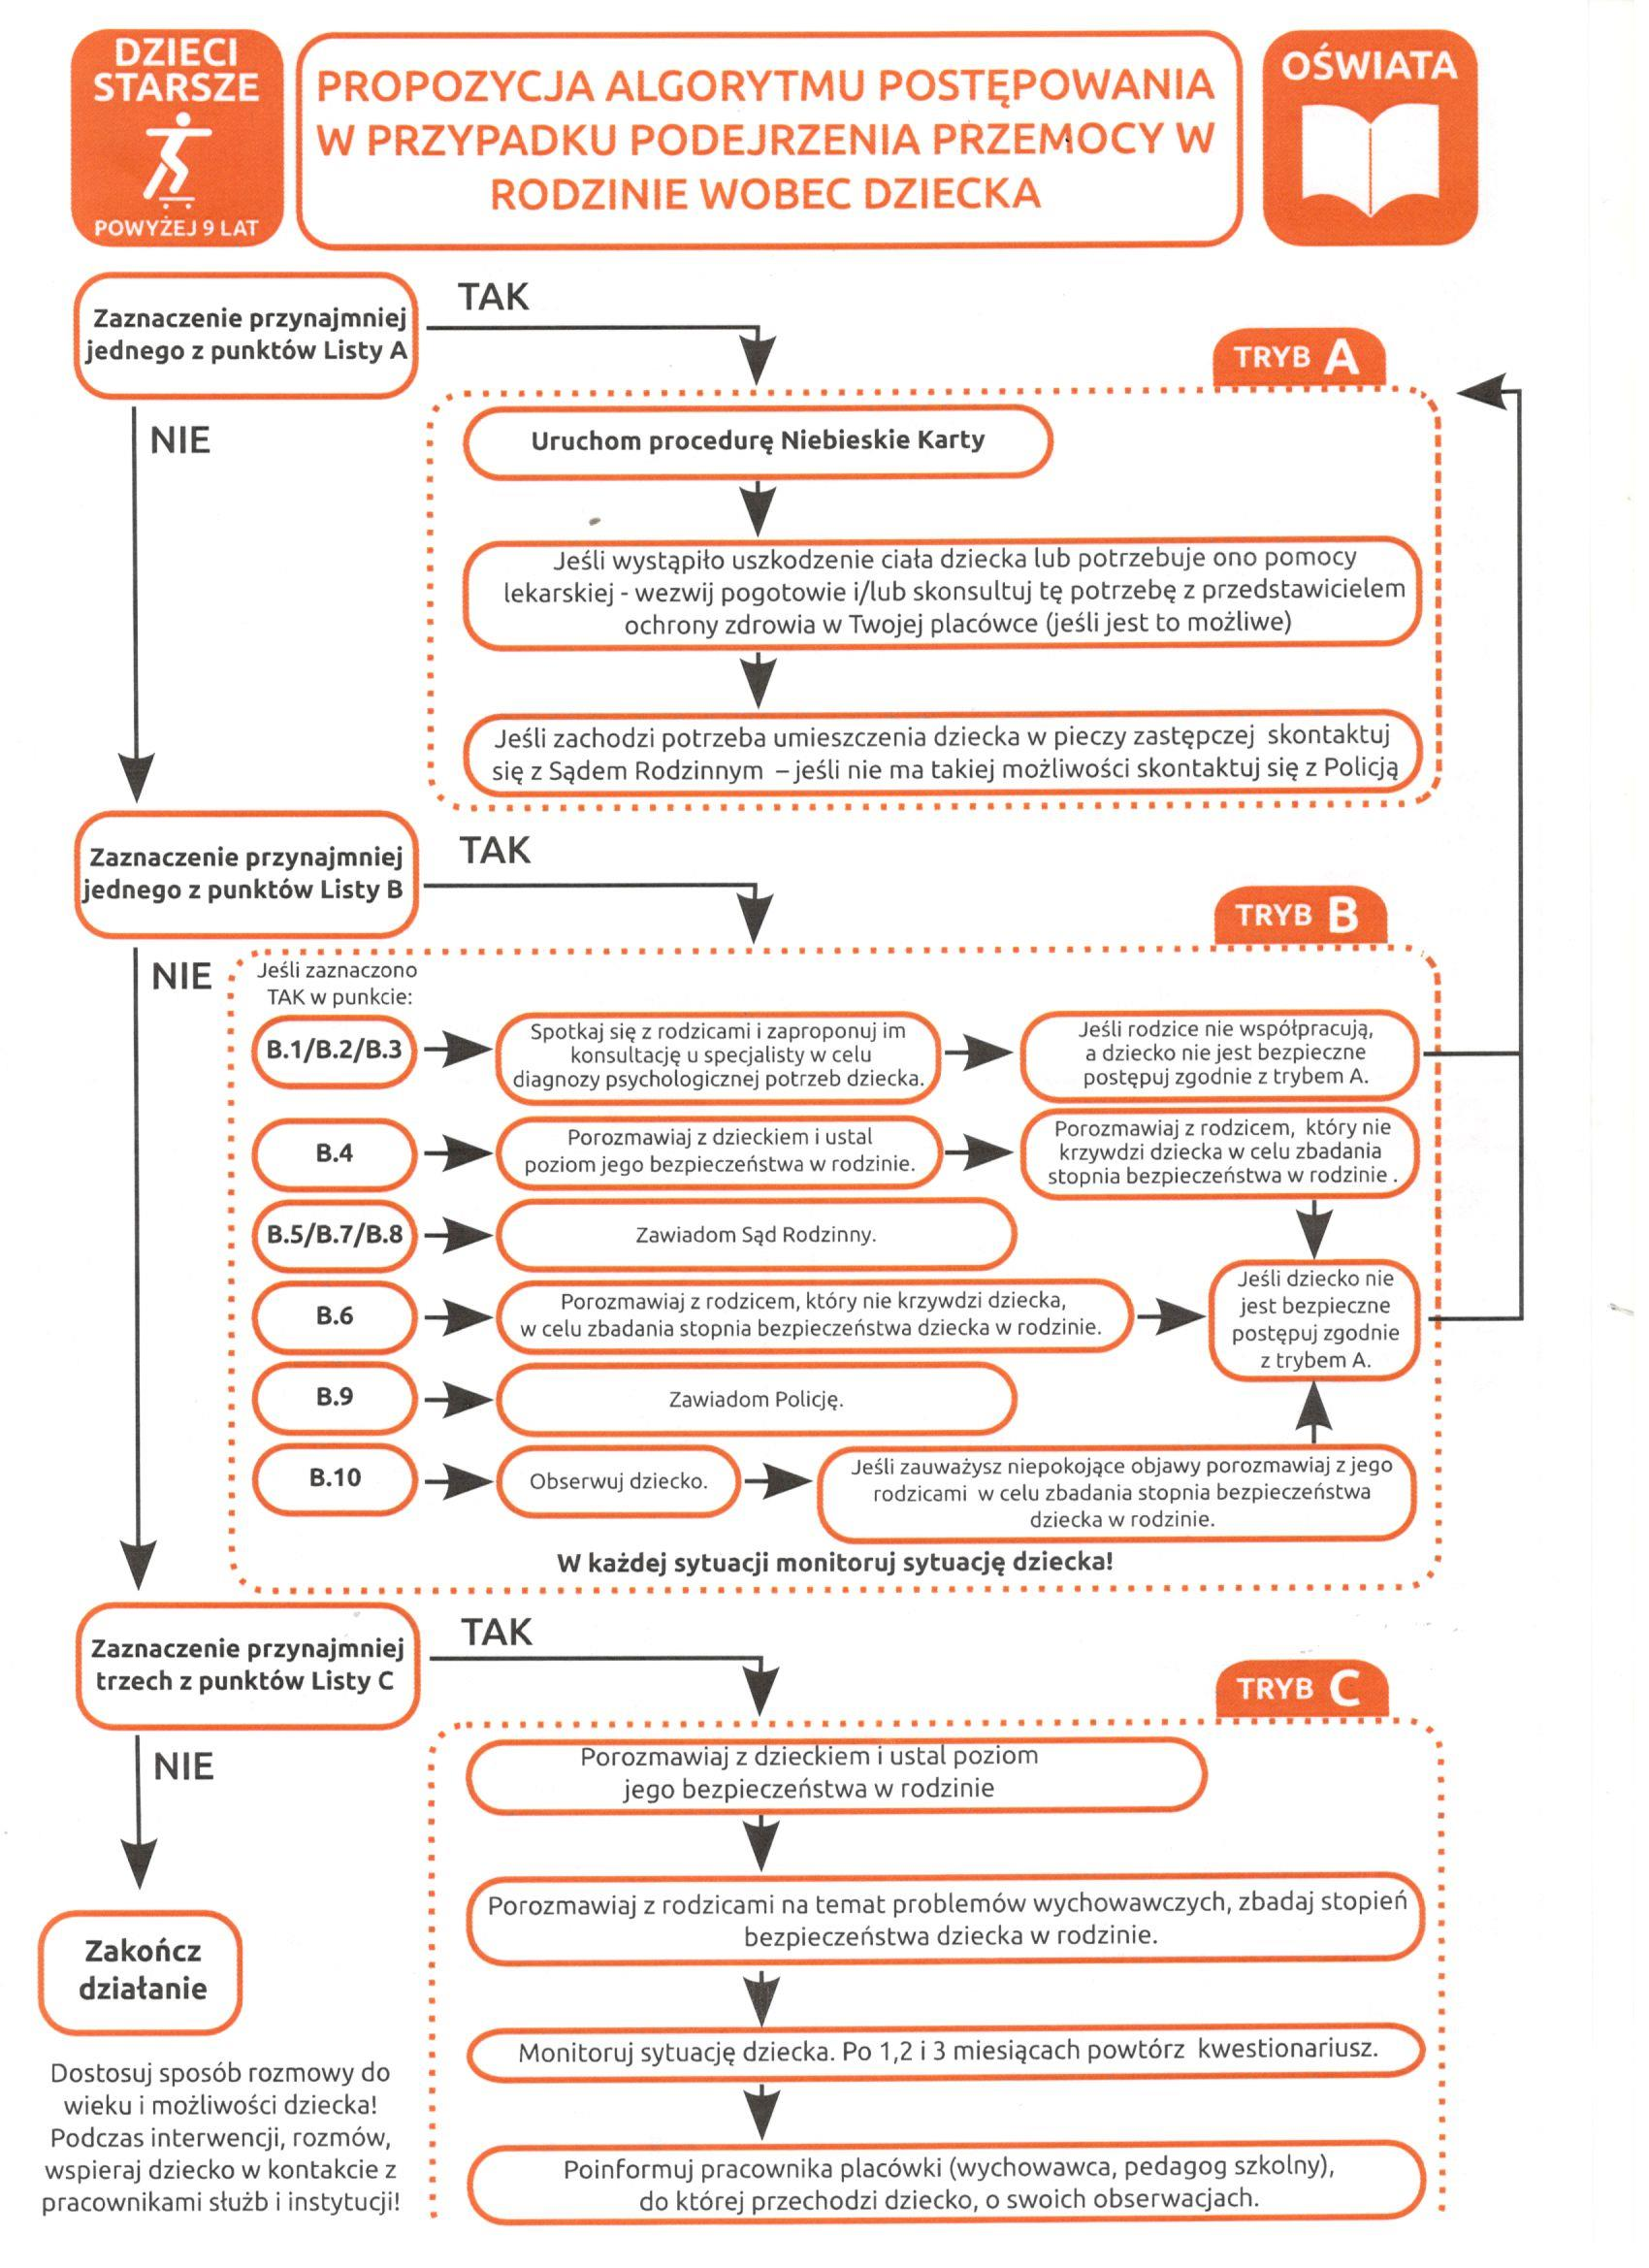 DZIECI
STARSZE
POWYŻEJ 9 LAT
PROPOZYCJA ALGORYTMU POSTĘPOWANIA
W PRZYPADKU PODEJRZENIA PRZEMOCY W
RODZINIE WOBEC DZIECKA
OŚWIATA
Zaznaczenie przynajmniej
jednego z punktów Listy A
TAK
NIE
TRYB A
Uruchom procedurę Niebieskie Karty
Jeśli wystąpiło uszkodzenie ciała dziecka lub potrzebuje ono pomocy
lekarskiej - wezwij pogotowie i/lub skonsultuj tę potrzebę z przedstawicielem
ochrony zdrowia w Twojej placówce (jeśli jest to możliwe)
Jeśli zachodzi potrzeba umieszczenia dziecka w pieczy zastępczej skontaktuj
się z Sądem Rodzinnym – jeśli nie ma takiej możliwości skontaktuj się z Policją
Zaznaczenie przynajmniej
jednego z punktów Listy B
TAK
NIE
TRYB B
Jeśli zaznaczono
TAK w punkcie:
B.1/B.2/B.3
Spotkaj się z rodzicami i zaproponuj im
konsultację u specjalisty w celu
diagnozy psychologicznej potrzeb dziecka.
Jeśli rodzice nie współpracują,
a dziecko nie jest bezpieczne
postępuj zgodnie z trybem A.
B.4
Porozmawiaj z dzieckiem i ustal
poziom jego bezpieczeństwa w rodzinie.
Porozmawiaj z rodzicem, który nie
krzywdzi dziecka w celu zbadania
stopnia bezpieczeństwa w rodzinie .
B.5/B.7/B.8
Zawiadom Sąd Rodzinny.
B.6
Porozmawiaj z rodzicem, który nie krzywdzi dziecka,
w celu zbadania stopnia bezpieczeństwa dziecka w rodzinie.
Jeśli dziecko nie
jest bezpieczne
postępuj zgodnie
z trybem A.
B.9
Zawiadom Policję.
B.10
Obserwuj dziecko.
Jeśli zauważysz niepokojące objawy porozmawiaj z jego
rodzicami w celu zbadania stopnia bezpieczeństwa
dziecka w rodzinie.
W każdej sytuacji monitoruj sytuację dziecka!
Zaznaczenie przynajmniej
trzech z punktów Listy C
TAK
NIE
TRYB C
Porozmawiaj z dzieckiem i ustal poziom
jego bezpieczeństwa w rodzinie
Porozmawiaj z rodzicami na temat problemów wychowawczych, zbadaj stopień
bezpieczeństwa dziecka w rodzinie.
Monitoruj sytuację dziecka. Po 1,2 i 3 miesiącach powtórz kwestionariusz.
Poinformuj pracownika placówki (wychowawca, pedagog szkolny),
do której przechodzi dziecko, o swoich obserwacjach.
Zakończ
działanie
Dostosuj sposób rozmowy do
wieku i możliwości dziecka!
Podczas interwencji, rozmów,
wspieraj dziecko w kontakcie z
pracownikami służb i instytucji!